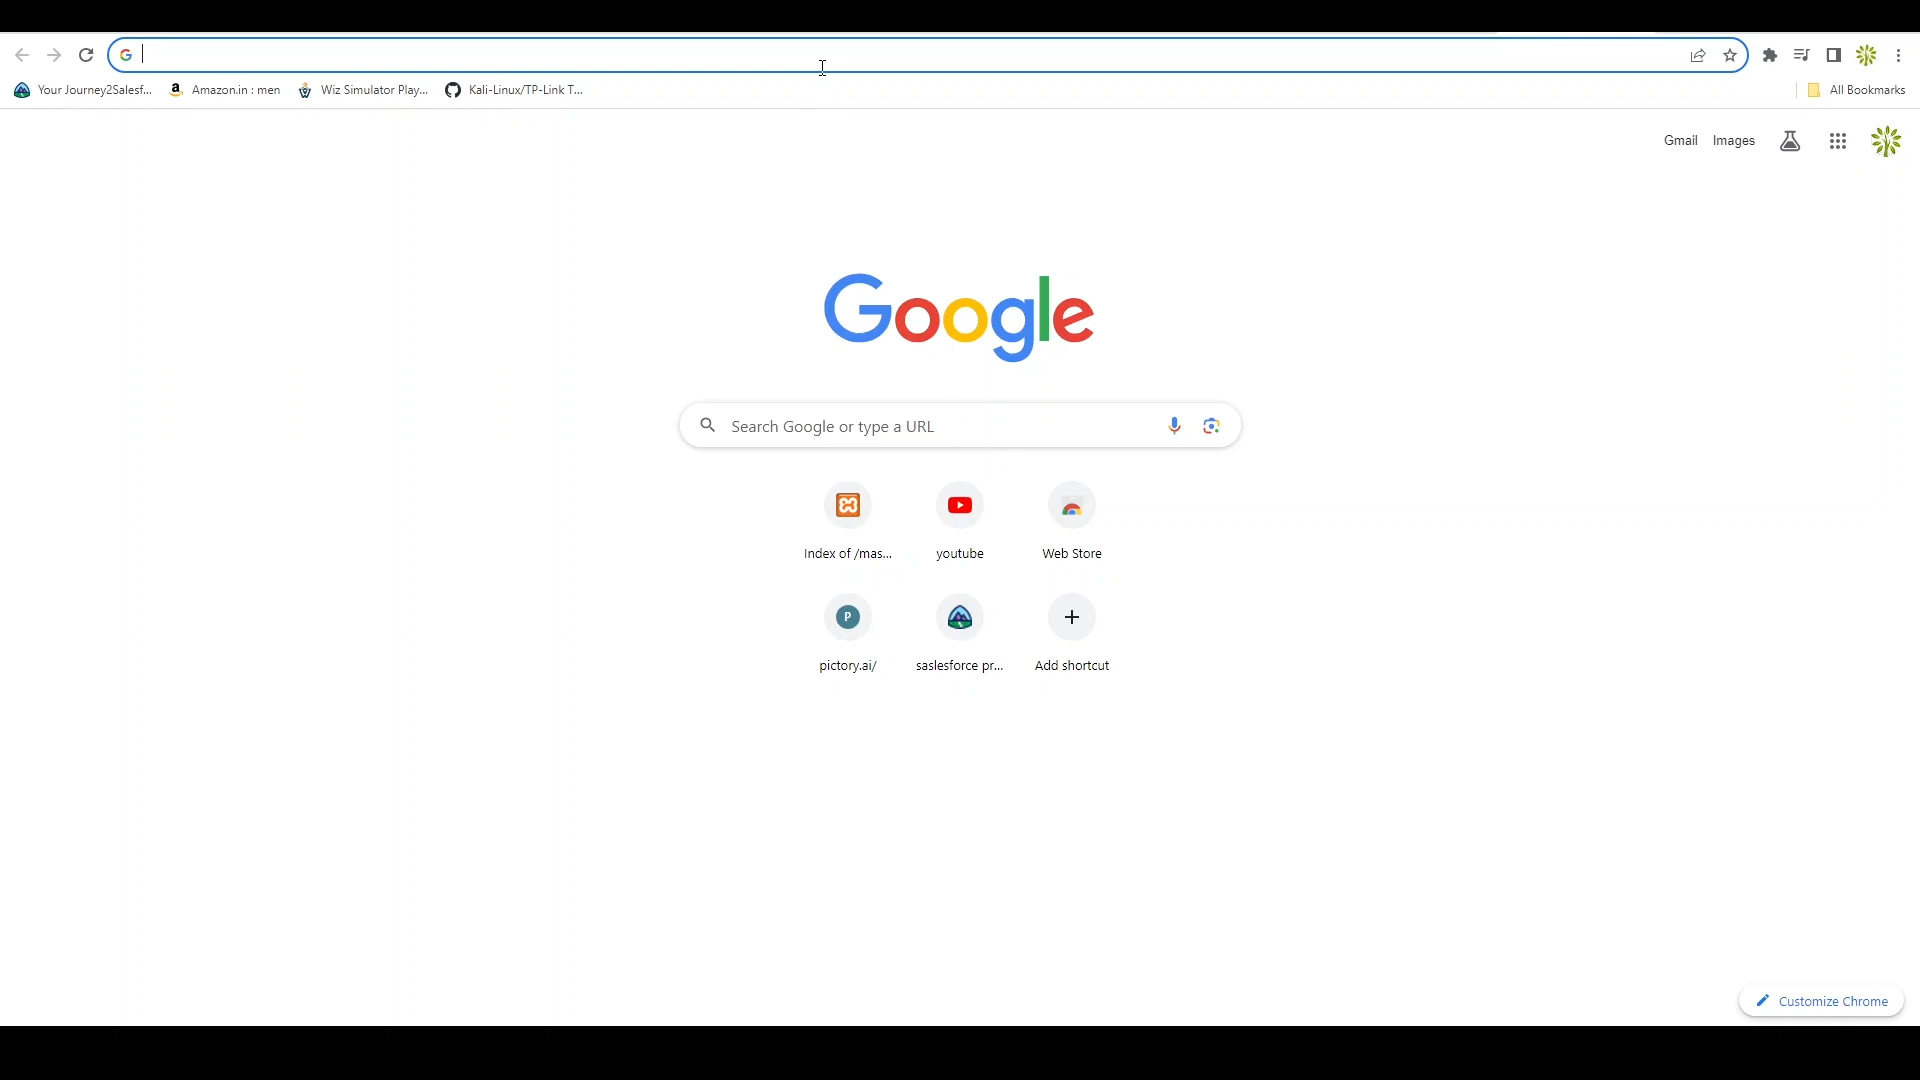 Your Journey2Salesf... Amazon.in : men Wiz Simulator Play... Kali-Linux/TP-Link T... All Bookmarks
Gmail Images
Google
Search Google or type a URL
Index of /mas... youtube Web Store
P
pictory.ai/ saslesforce pr... Add shortcut
Customize Chrome